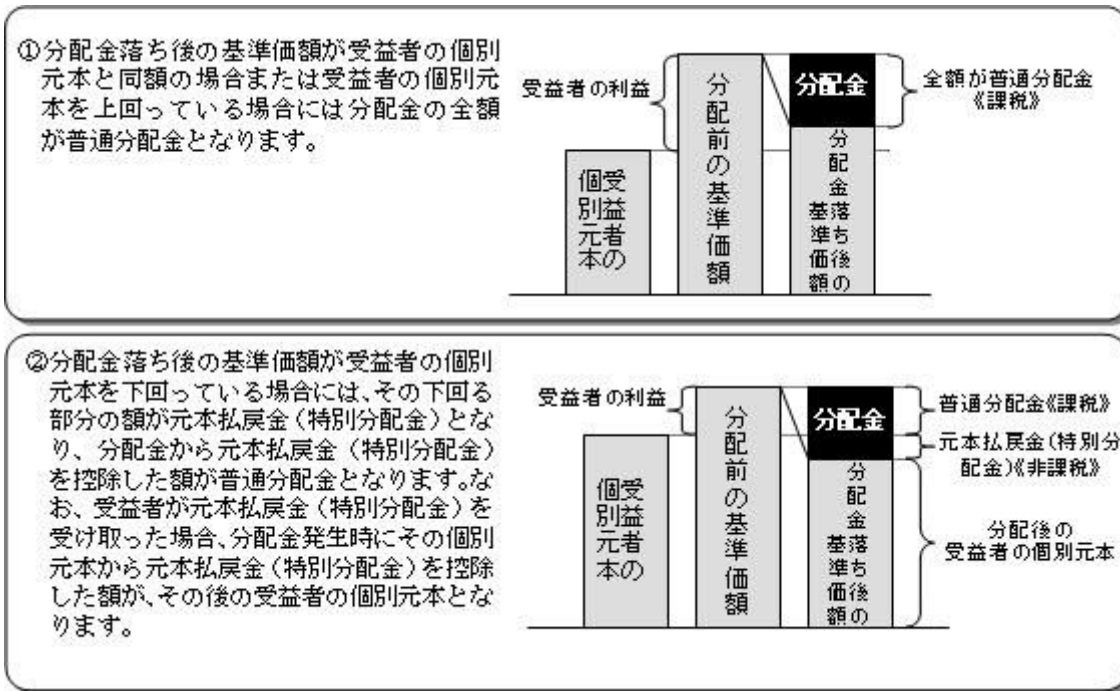 ①分配金落ち後の基準価額が受益者の個別
元本と同額の場合または受益者の個別元
本を上回っている場合には分配金の全額
が普通分配金となります。
受益者の利益
受益者の
個別元本
分配前の基準価額
分配金
分配金落ち後の
基準価額
全額が普通分配金
《課税》
②分配金落ち後の基準価額が受益者の個別
元本を下回っている場合には、その下回る
部分の額が元本払戻金（特別分配金）とな
り、分配金から元本払戻金（特別分配金）
を控除した額が普通分配金となります。な
お、受益者が元本払戻金（特別分配金）を
受け取った場合、分配金発生時にその個別
元本から元本払戻金（特別分配金）を控除
した額が、その後の受益者の個別元本とな
ります。
受益者の利益
受益者の
個別元本
分配前の基準価額
分配金
分配金落ち後の
基準価額
普通分配金《課税》
元本払戻金（特別分
配金）《非課税》
分配後の
受益者の個別元本